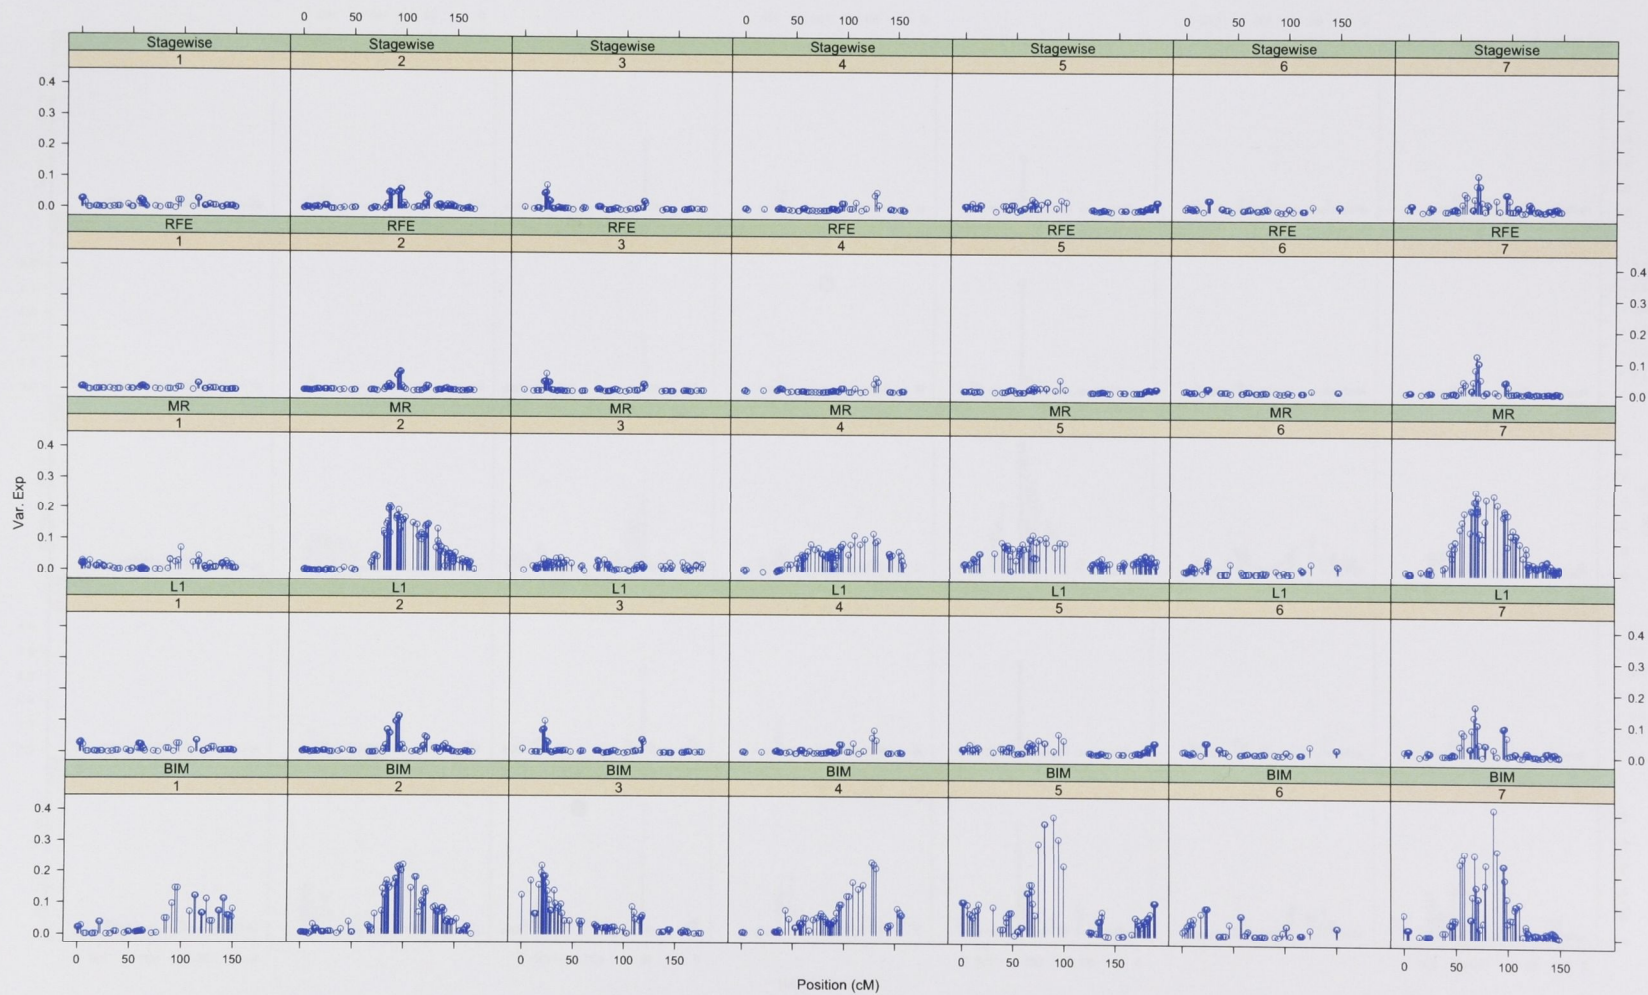 0 50 100 150 0 50 100 150 0 50 100 150
Stagewise Stagewise Stagewise Stagewise Stagewise Stagewise Stagewise
1 2 3 4 5 6 7
0.4
0.3
0.2
0.1
0.0
RFE RFE RFE RFE RFE RFE RFE
1 2 3 4 5 6 7
0.4
0.3
0.2
0.1
0.0
MR MR MR MR MR MR MR
1 2 3 4 5 6 7
0.4
0.3
0.2
0.1
0.0
Var. Exp
L1 L1 L1 L1 L1 L1 L1
1 2 3 4 5 6 7
0.4
0.3
0.2
0.1
0.0
BIM BIM BIM BIM BIM BIM BIM
1 2 3 4 5 6 7
0.4
0.3
0.2
0.1
0.0
0 50 100 150 0 50 100 150 0 50 100 150 0 50 100 150
Position (cM)